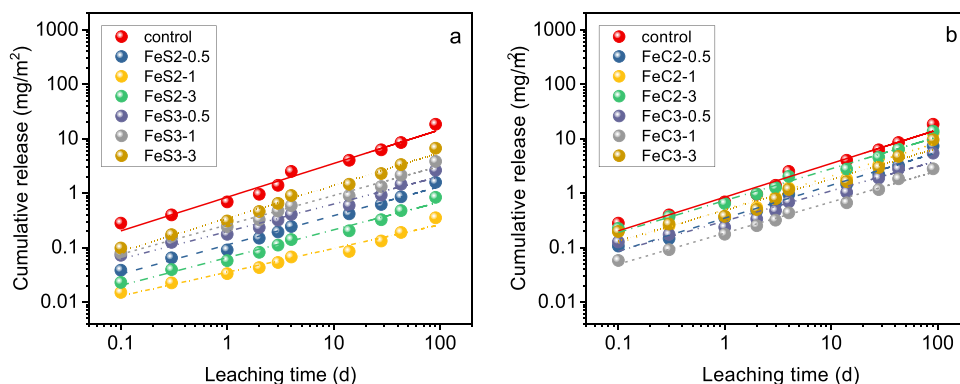 a
1000
100
10
1
0.1
0.01
Cumulative release (mg/m²)
control
FeS2-0.5
FeS2-1
FeS2-3
FeS3-0.5
FeS3-1
FeS3-3
0.1
1
10
100
Leaching time (d)
b
1000
100
10
1
0.1
0.01
Cumulative release (mg/m²)
control
FeC2-0.5
FeC2-1
FeC2-3
FeC3-0.5
FeC3-1
FeC3-3
0.1
1
10
100
Leaching time (d)